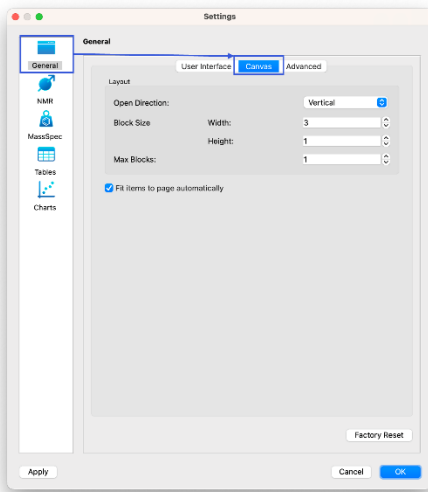 Settings
General
General
NMR
MassSpec
Tables
Charts
User Interface Canvas Advanced
Layout
Open Direction: Vertical
Block Size Width: 3
Height: 1
Max Blocks: 1
Fit items to page automatically
Factory Reset
Apply Cancel OK